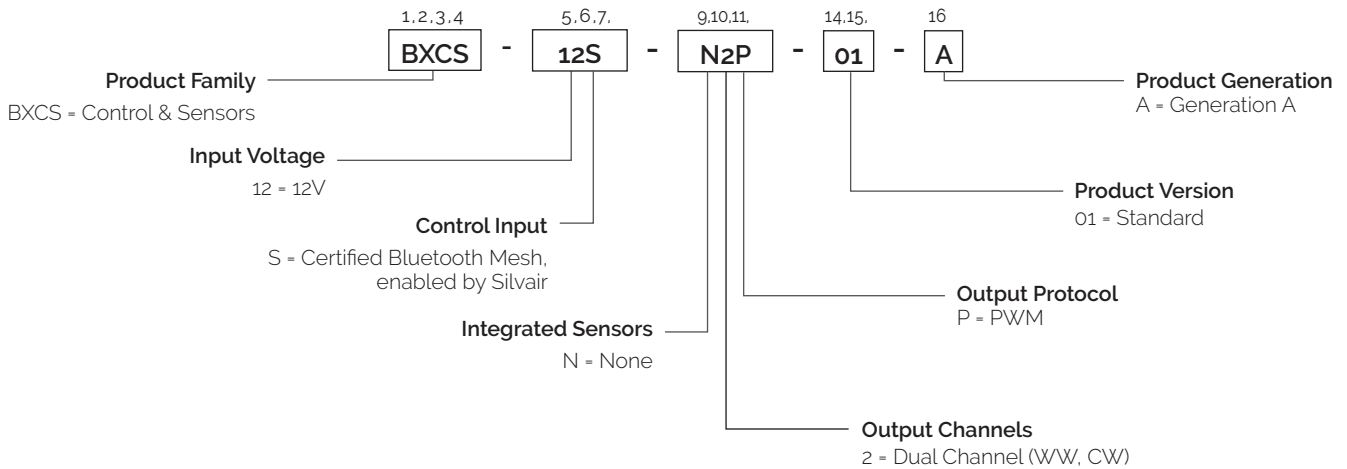 1,2,3,4 5,6,7, 9,10,11, 14,15, 16
BXCS - 12S - N2P - 01 - A
Product Family
BXCS = Control & Sensors
Product Generation
A = Generation A
Input Voltage
12 = 12V
Product Version
01 = Standard
Control Input
S = Certified Bluetooth Mesh,
enabled by Silvair
Output Protocol
P = PWM
Integrated Sensors
N = None
Output Channels
2 = Dual Channel (WW, CW)